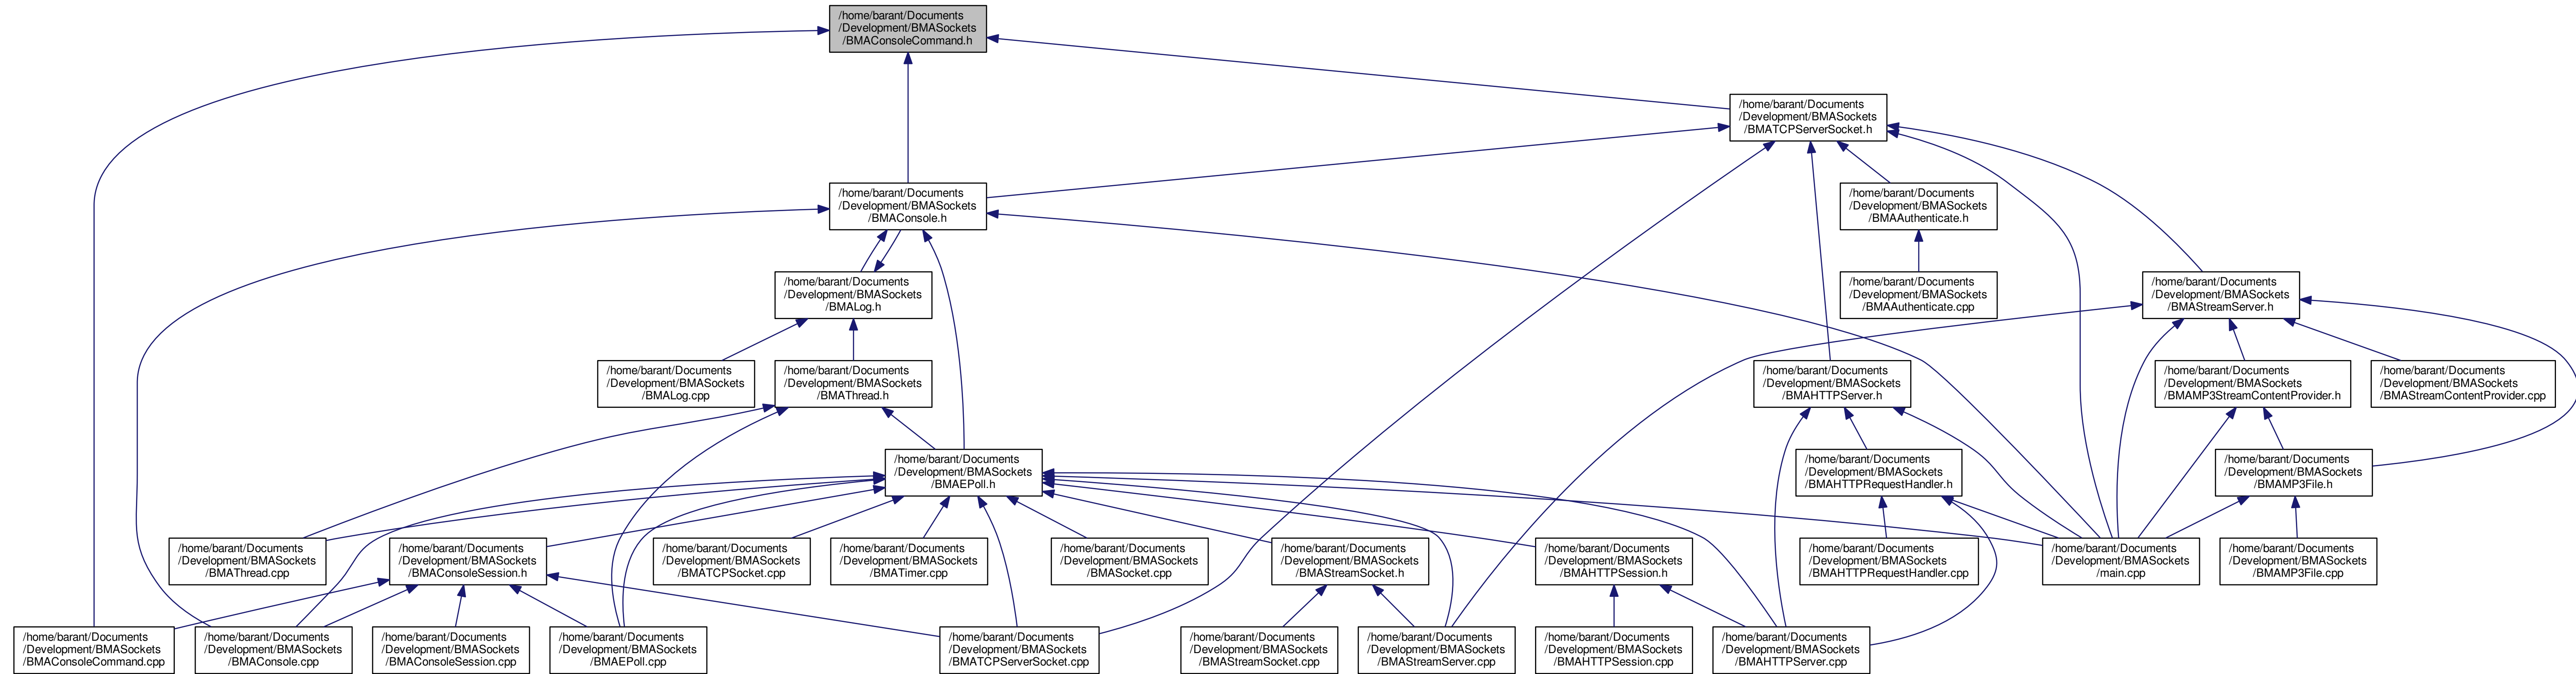 /home/barant/Documents
/Development/BMASockets
/BMAConsoleCommand.h
/home/barant/Documents
/Development/BMASockets
/BMATCPServerSocket.h
/home/barant/Documents
/Development/BMASockets
/BMAConsole.h
/home/barant/Documents
/Development/BMASockets
/BMAAuthenticate.h
/home/barant/Documents
/Development/BMASockets
/BMALog.h
/home/barant/Documents
/Development/BMASockets
/BMAAuthenticate.cpp
/home/barant/Documents
/Development/BMASockets
/BMAStreamServer.h
/home/barant/Documents
/Development/BMASockets
/BMALog.cpp
/home/barant/Documents
/Development/BMASockets
/BMAThread.h
/home/barant/Documents
/Development/BMASockets
/BMAHTTPServer.h
/home/barant/Documents
/Development/BMASockets
/BMAMP3StreamContentProvider.h
/home/barant/Documents
/Development/BMASockets
/BMAStreamContentProvider.cpp
/home/barant/Documents
/Development/BMASockets
/BMAEPoll.h
/home/barant/Documents
/Development/BMASockets
/BMAHTTPRequestHandler.h
/home/barant/Documents
/Development/BMASockets
/BMAMP3File.h
/home/barant/Documents
/Development/BMASockets
/BMAThread.cpp
/home/barant/Documents
/Development/BMASockets
/BMAConsoleSession.h
/home/barant/Documents
/Development/BMASockets
/BMATCPSocket.cpp
/home/barant/Documents
/Development/BMASockets
/BMATimer.cpp
/home/barant/Documents
/Development/BMASockets
/BMASocket.cpp
/home/barant/Documents
/Development/BMASockets
/BMAStreamSocket.h
/home/barant/Documents
/Development/BMASockets
/BMAHTTPSession.h
/home/barant/Documents
/Development/BMASockets
/BMAHTTPRequestHandler.cpp
/home/barant/Documents
/Development/BMASockets
/main.cpp
/home/barant/Documents
/Development/BMASockets
/BMAMP3File.cpp
/home/barant/Documents
/Development/BMASockets
/BMAConsoleCommand.cpp
/home/barant/Documents
/Development/BMASockets
/BMAConsole.cpp
/home/barant/Documents
/Development/BMASockets
/BMAConsoleSession.cpp
/home/barant/Documents
/Development/BMASockets
/BMAEPoll.cpp
/home/barant/Documents
/Development/BMASockets
/BMATCPServerSocket.cpp
/home/barant/Documents
/Development/BMASockets
/BMAStreamSocket.cpp
/home/barant/Documents
/Development/BMASockets
/BMAStreamServer.cpp
/home/barant/Documents
/Development/BMASockets
/BMAHTTPSession.cpp
/home/barant/Documents
/Development/BMASockets
/BMAHTTPServer.cpp